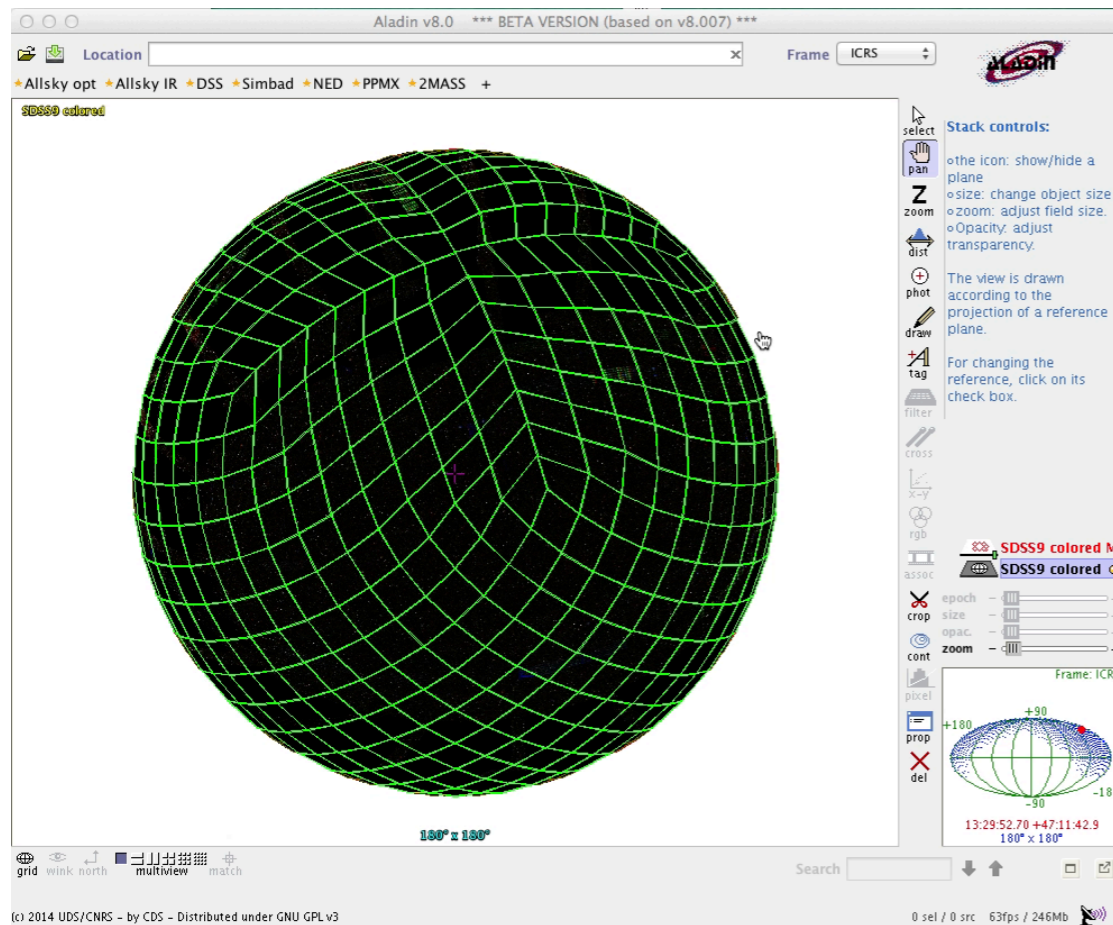 Aladin v8.0 *** BETA VERSION (based on v8.007) ***
Location
Frame ICRS
ALADIN
Allsky opt Allsky IR DSS Simbad NED PPMX 2MASS +
SDSS9 colored
select
pan
Z
zoom
dist
phot
draw
tag
filter
cross
x-y
rgb
assoc
crop
cont
pixel
prop
del
Stack controls:
the icon: show/hide a
plane
size: change object size
zoom: adjust field size.
Opacity: adjust
transparency.
The view is drawn
according to the
projection of a reference
plane.
For changing the
reference, click on its
check box.
SDSS9 colored M
SDSS9 colored
epoch
size
opac.
zoom
Frame: ICR
+90
+180
-18
-90
13:29:52.70 +47:11:42.9
180° x 180°
180° x 180°
grid wink north multiview match
Search
(c) 2014 UDS/CNRS - by CDS - Distributed under GNU GPL v3
0 sel / 0 src 63fps / 246Mb